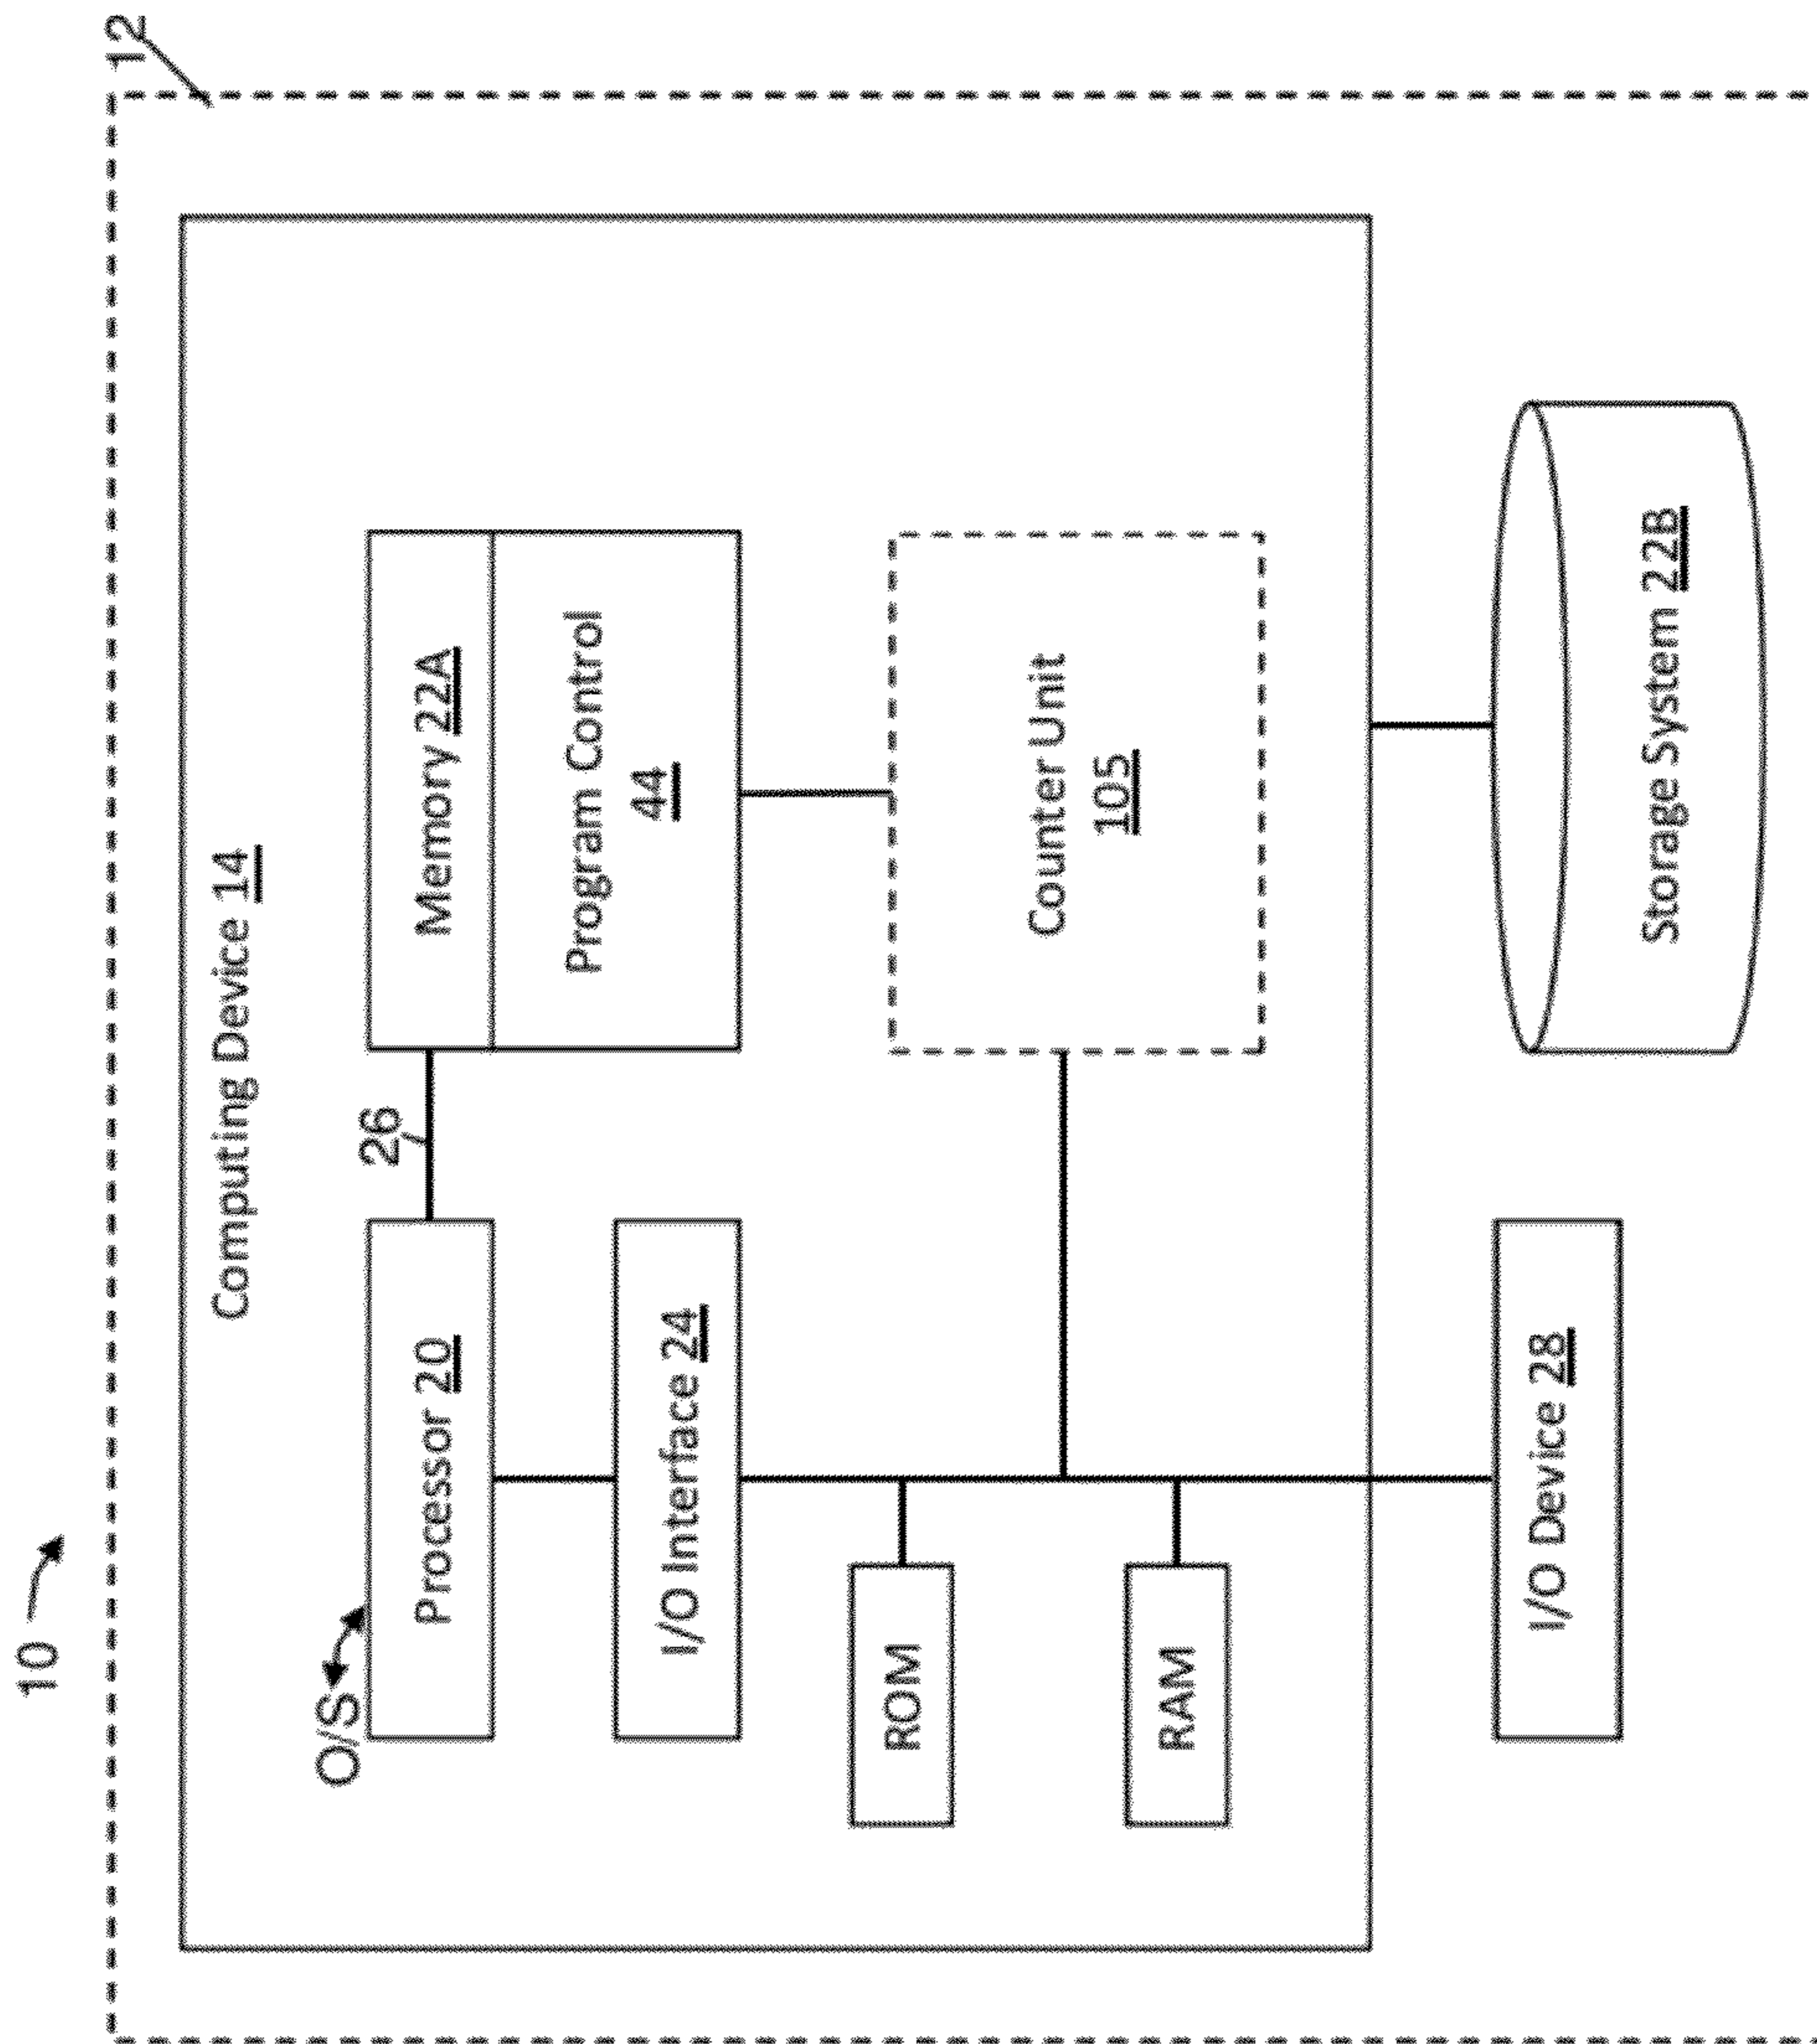 10
12
Computing Device 14
O/S
26
Processor 20
Memory 22A
I/O Interface 24
Program Control
44
ROM
Counter Unit
105
RAM
I/O Device 28
Storage System 22B